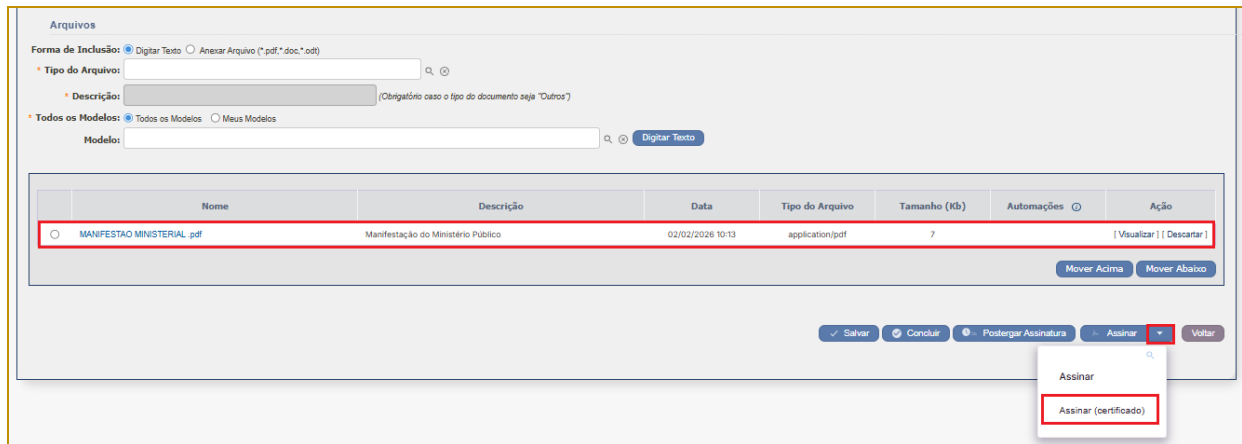 Arquivos
Forma de Inclusão: Digitar Texto Anexar Arquivo (*.pdf,*.doc,*.odt)
* Tipo do Arquivo:
* Descrição: (Obrigatório caso o tipo do documento seja "Outros")
* Todos os Modelos: Todos os Modelos Meus Modelos
Modelo: Digitar Texto
Nome Descrição Data Tipo do Arquivo Tamanho (Kb) Automações Ação
MANIFESTAO MINISTERIAL .pdf Manifestação do Ministério Público 02/02/2026 10:13 application/pdf 7 [ Visualizar ] [ Descartar ]
Mover Acima Mover Abaixo
Salvar Concluir Postergar Assinatura Assinar Voltar
Assinar
Assinar (certificado)